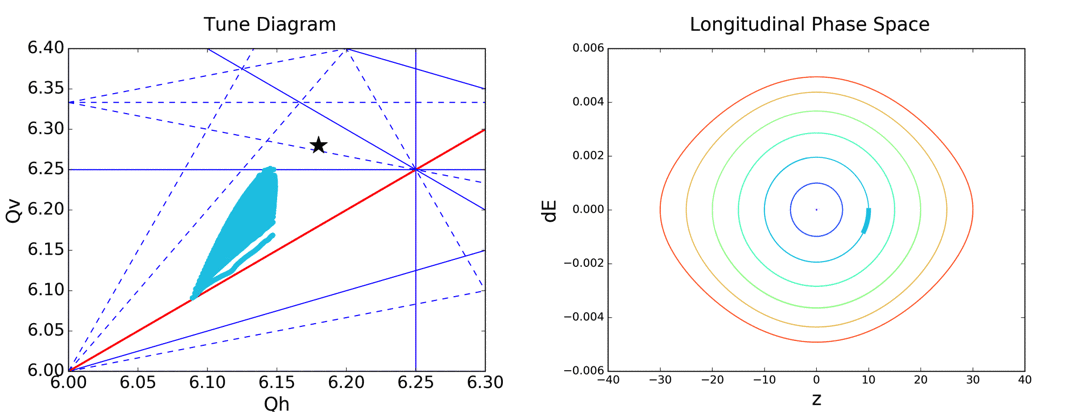 Tune Diagram
6.40
6.35
6.30
6.25
6.20
6.15
6.10
6.05
6.00
Qv
6.00 6.05 6.10 6.15 6.20 6.25 6.30
Qh
Longitudinal Phase Space
0.006
0.004
0.002
0.000
−0.002
−0.004
−0.006
dE
−40 −30 −20 −10 0 10 20 30 40
z